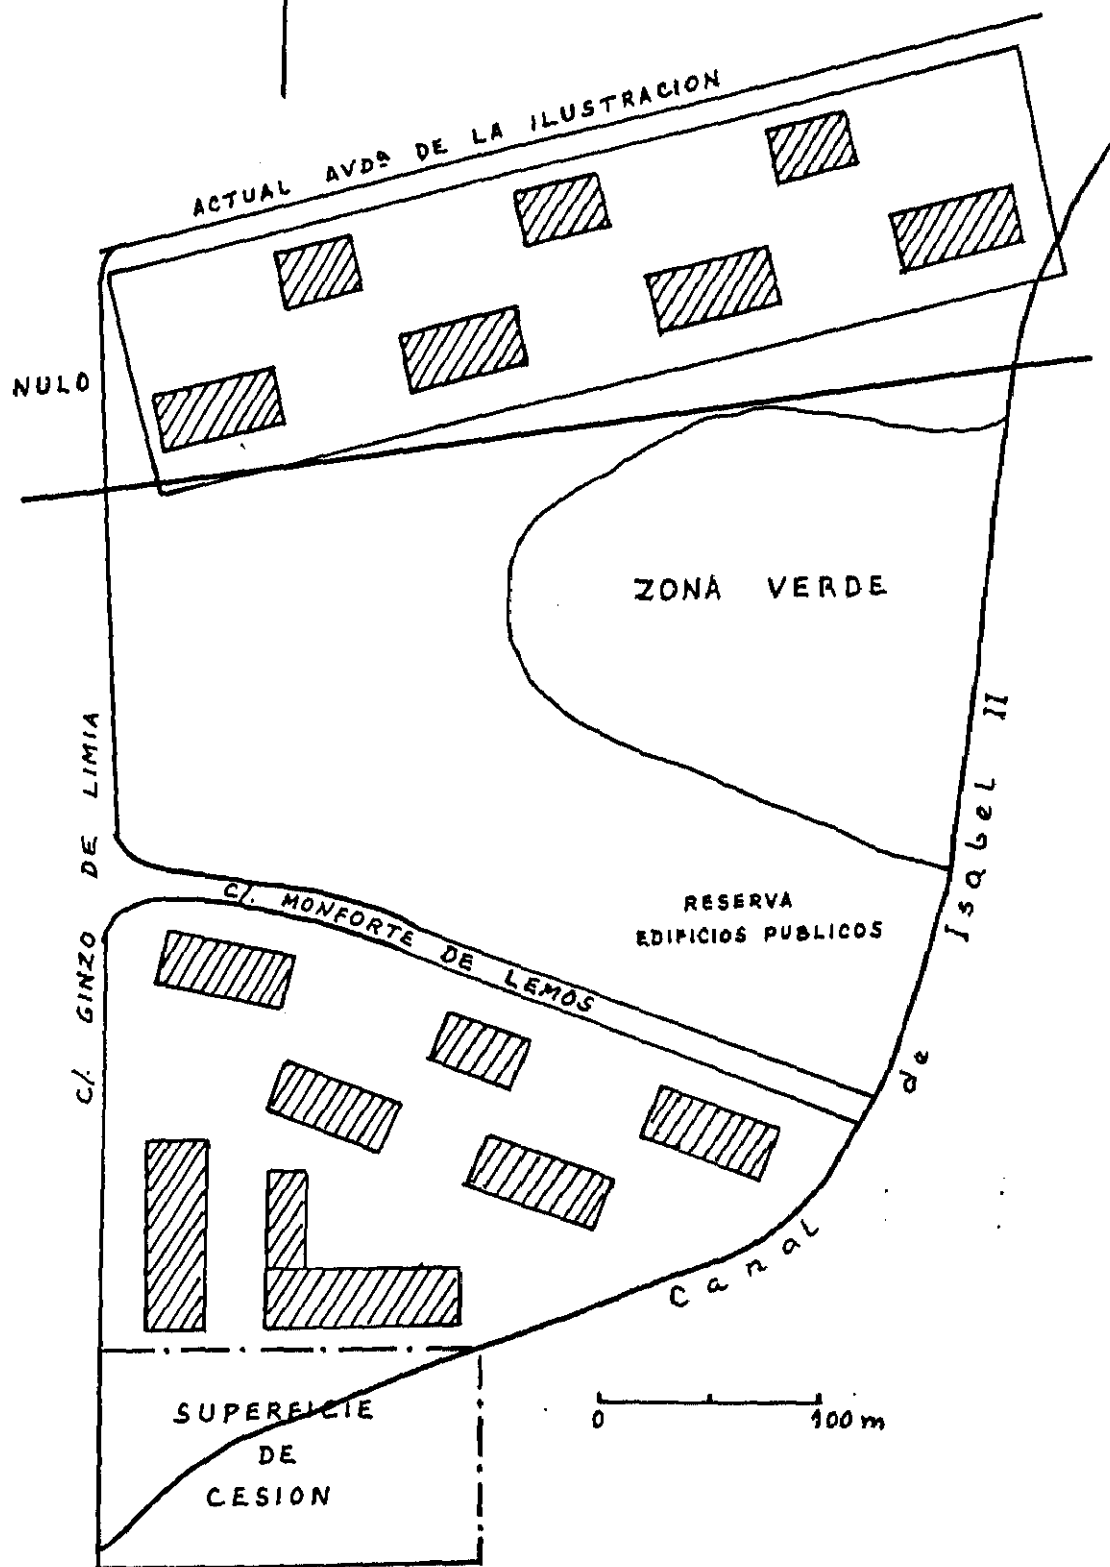 ACTUAL AVDª DE LA ILUSTRACION
NULO
ZONA VERDE
C/. GINZO DE LIMIA
C/. MONFORTE DE LEMOS
RESERVA
EDIFICIOS PUBLICOS
Canal de Isabel II
SUPERFICIE
DE
CESION
0 100 m